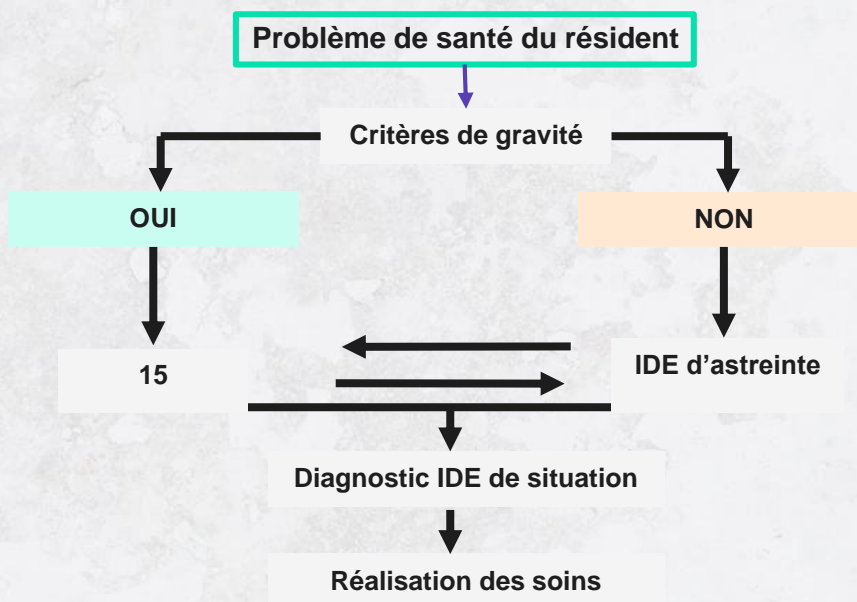 Problème de santé du résident
Critères de gravité
OUI
NON
15
IDE d’astreinte
Diagnostic IDE de situation
Réalisation des soins